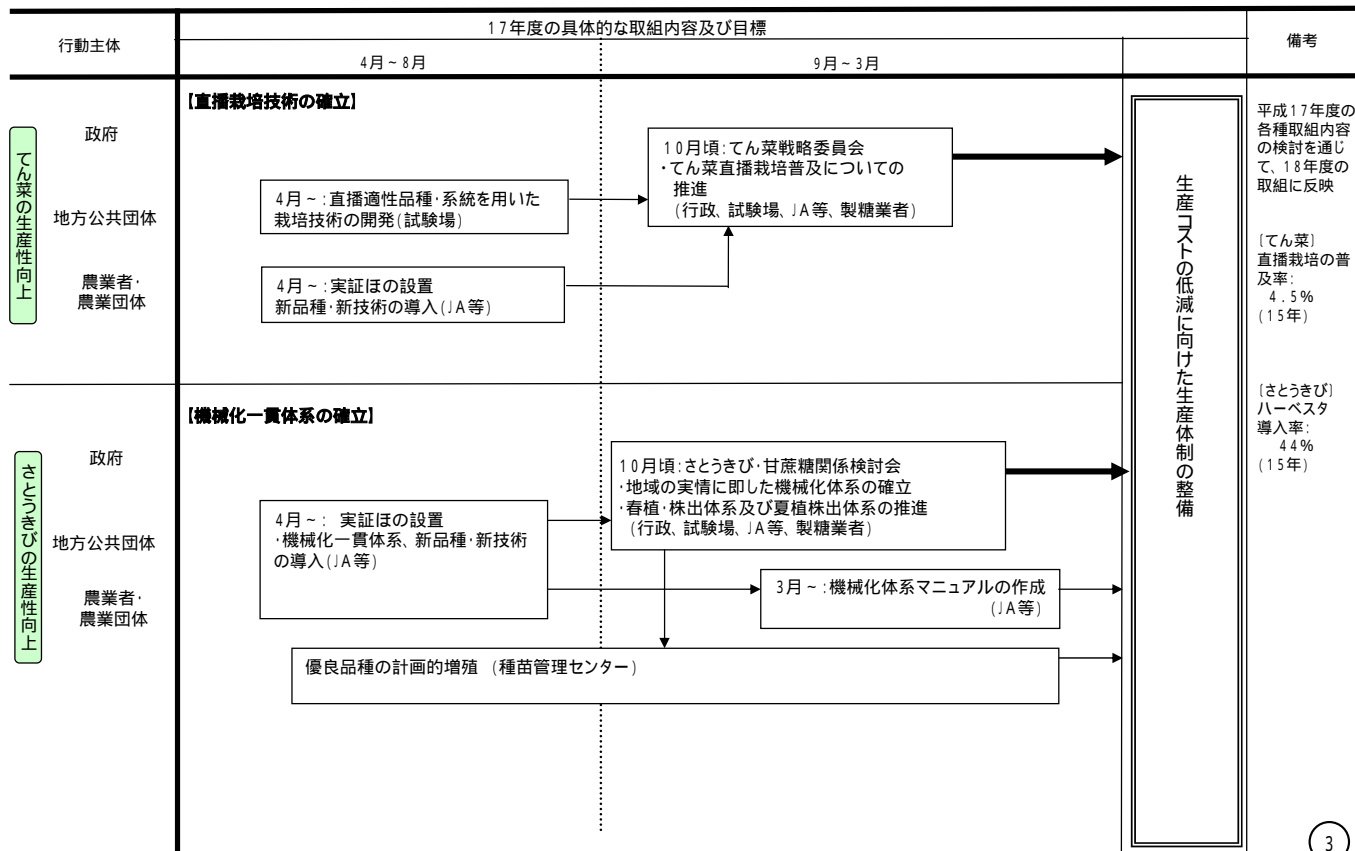 行動主体
17年度の具体的な取組内容及び目標
4月~8月
9月~3月
備考
てん菜の生産性向上
政府
地方公共団体
農業者・
農業団体
【直播栽培技術の確立】
4月~:直播適性品種・系統を用いた
栽培技術の開発(試験場)
4月~:実証ほの設置
新品種・新技術の導入(JA等)
10月頃:てん菜戦略委員会
・てん菜直播栽培普及についての
推進
(行政、試験場、JA等、製糖業者)
さとうきびの生産性向上
政府
地方公共団体
農業者・
農業団体
【機械化一貫体系の確立】
4月~: 実証ほの設置
・機械化一貫体系、新品種・新技術
の導入(JA等)
10月頃:さとうきび・甘蔗糖関係検討会
・地域の実情に即した機械化体系の確立
・春植・株出体系及び夏植株出体系の推進
(行政、試験場、JA等、製糖業者)
3月~:機械化体系マニュアルの作成
(JA等)
優良品種の計画的増殖 (種苗管理センター)
生産コストの低減に向けた生産体制の整備
平成17年度の
各種取組内容
の検討を通じ
て、18年度の
取組に反映
[てん菜]
直播栽培の普
及率:
4.5%
(15年)
[さとうきび]
ハーベスタ
導入率:
44%
(15年)
3